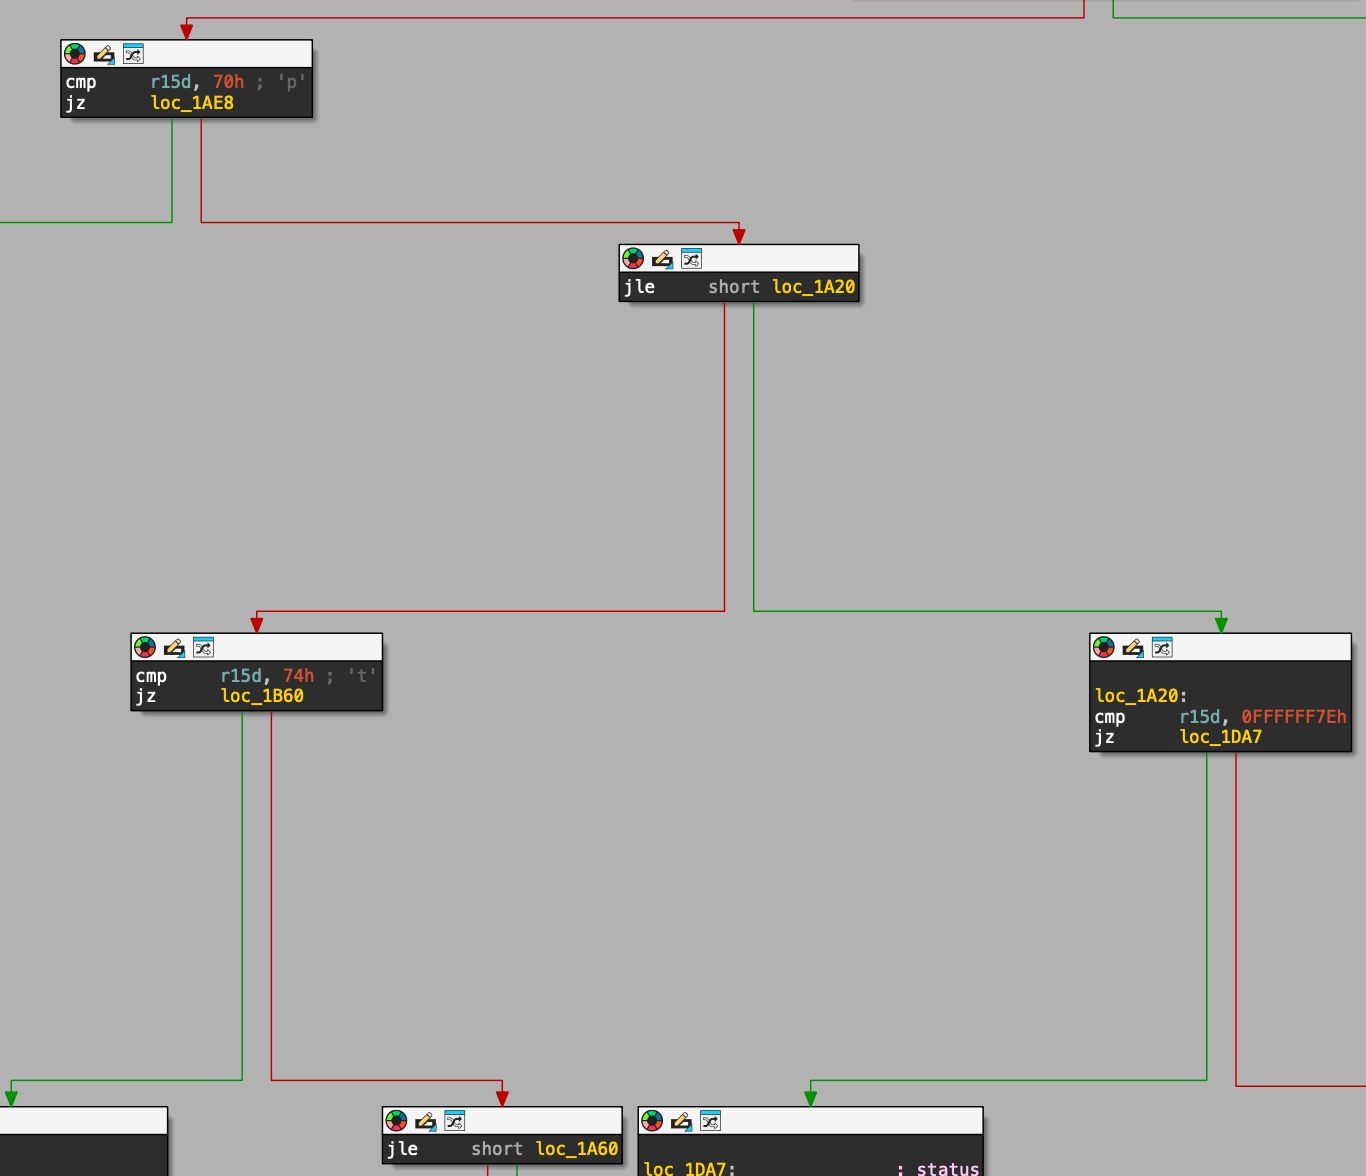 cmp r15d, 70h ; 'p'
jz loc_1AE8
jle short loc_1A20
cmp r15d, 74h ; 't'
jz loc_1B60
loc_1A20:
cmp r15d, 0FFFFFF7Eh
jz loc_1DA7
jle short loc_1A60
loc_1DA7: ; status